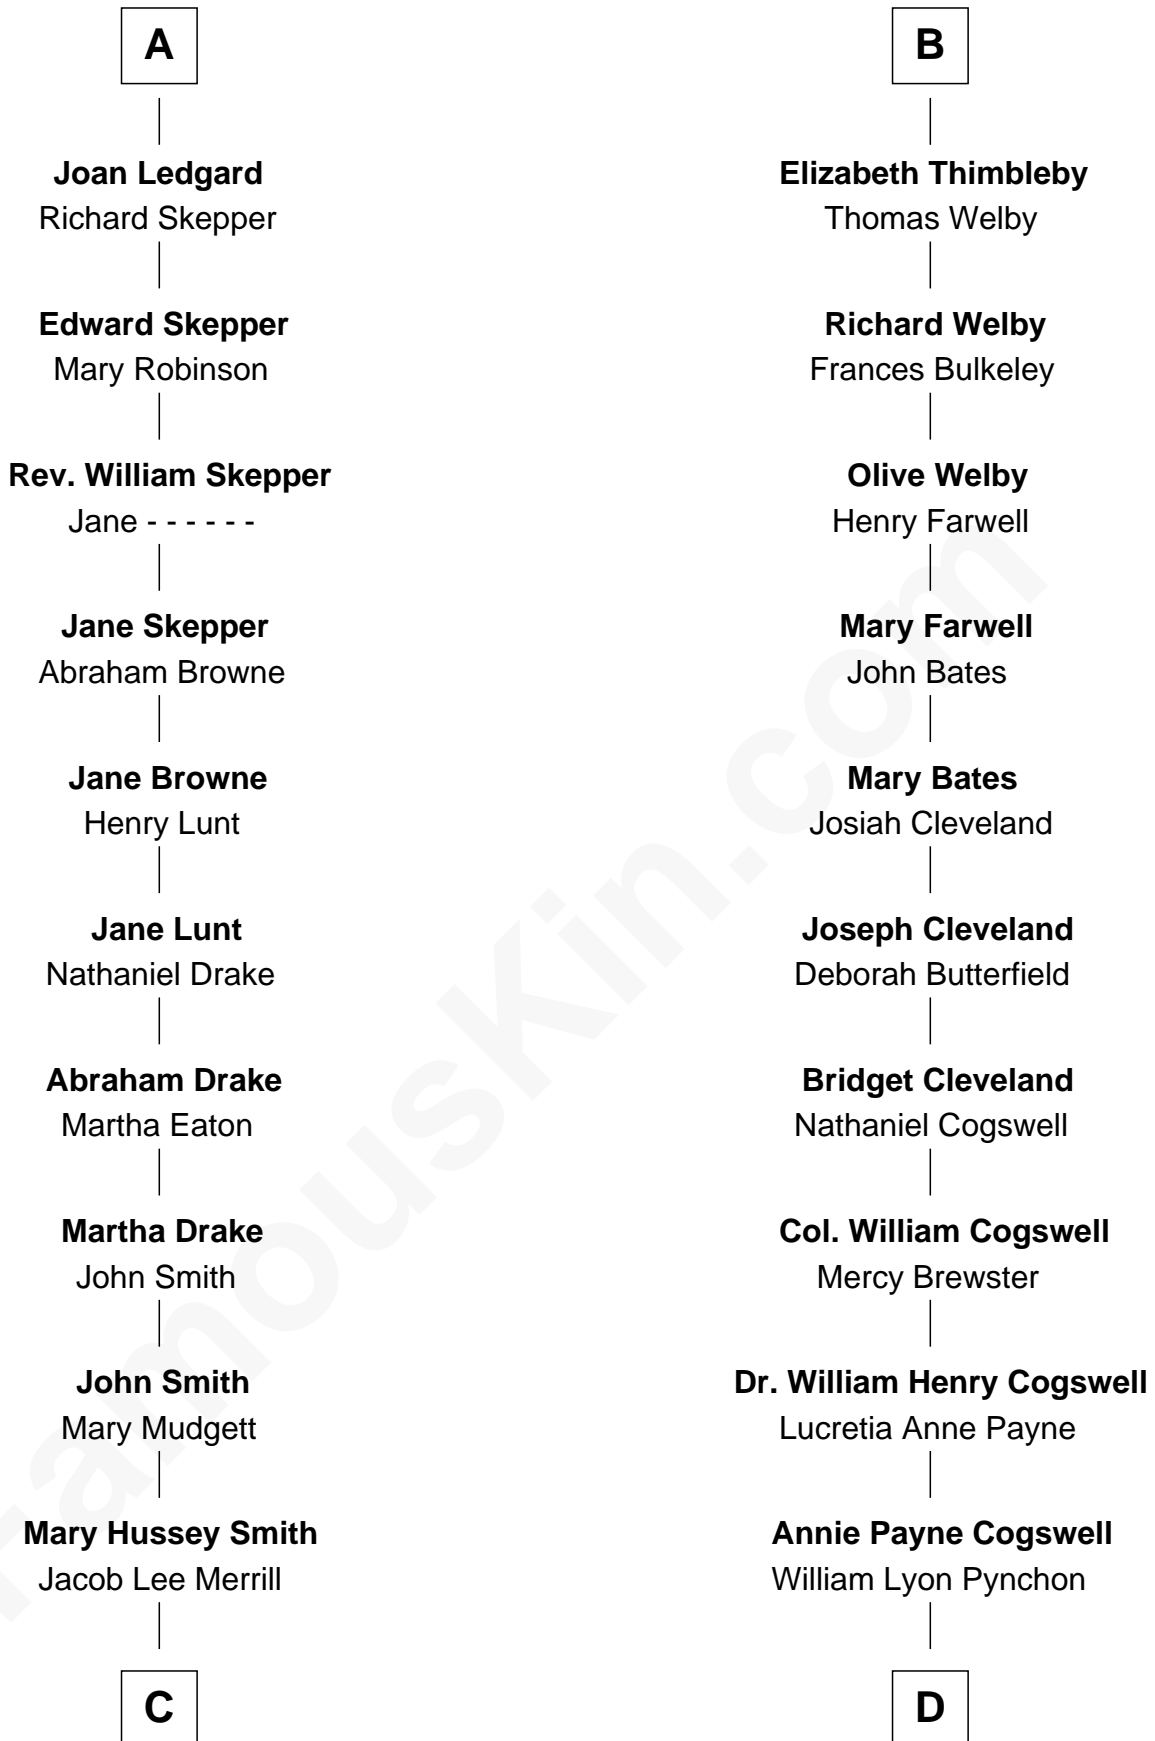 A
Joan Ledgard
Richard Skepper
Edward Skepper
Mary Robinson
Rev. William Skepper
Jane - - - - - -
Jane Skepper
Abraham Browne
Jane Browne
Henry Lunt
Jane Lunt
Nathaniel Drake
Abraham Drake
Martha Eaton
Martha Drake
John Smith
John Smith
Mary Mudgett
Mary Hussey Smith
Jacob Lee Merrill
C
B
Elizabeth Thimbleby
Thomas Welby
Richard Welby
Frances Bulkeley
Olive Welby
Henry Farwell
Mary Farwell
John Bates
Mary Bates
Josiah Cleveland
Joseph Cleveland
Deborah Butterfield
Bridget Cleveland
Nathaniel Cogswell
Col. William Cogswell
Mercy Brewster
Dr. William Henry Cogswell
Lucretia Anne Payne
Annie Payne Cogswell
William Lyon Pynchon
D
FamousKin.com